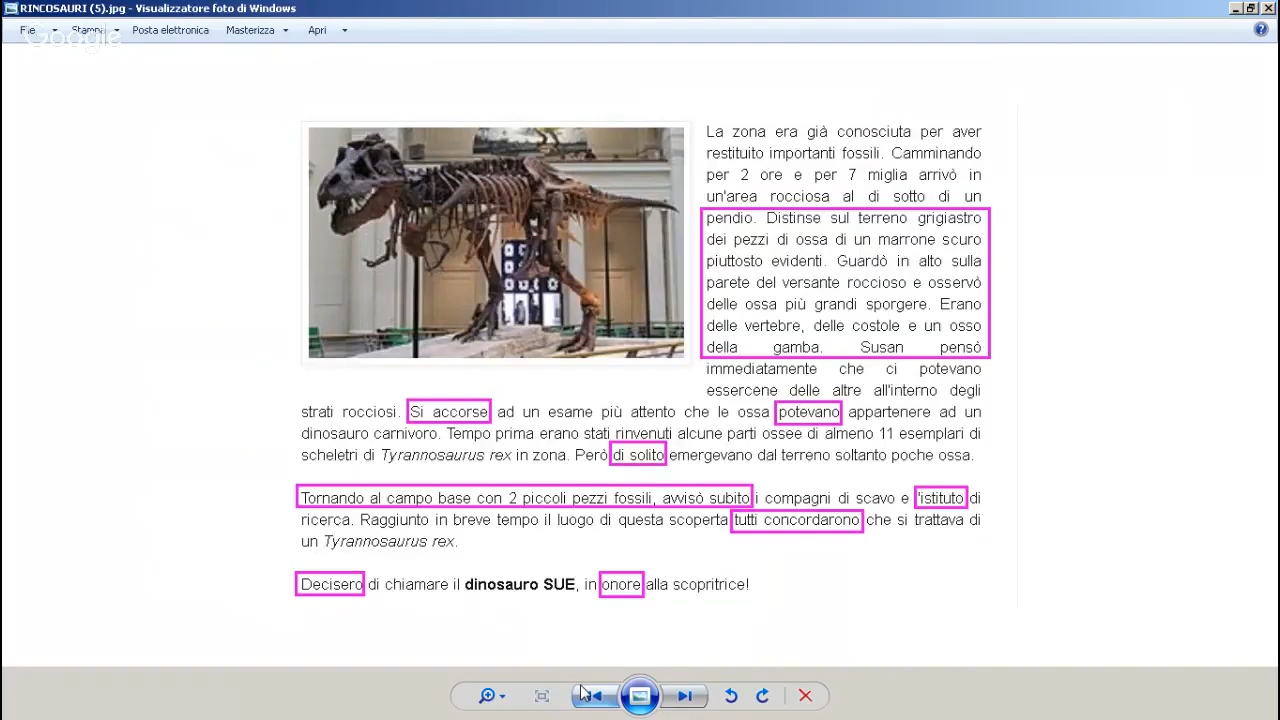 RINCOSAURI (5).jpg - Visualizzatore foto di Windows
File Stampa Posta elettronica Masterizza Apri
Google
La zona era già conosciuta per aver
restituito importanti fossili. Camminando
per 2 ore e per 7 miglia arrivò in
un'area rocciosa al di sotto di un
pendio. Distinse sul terreno grigiastro
dei pezzi di ossa di un marrone scuro
piuttosto evidenti. Guardò in alto sulla
parete del versante roccioso e osservò
delle ossa più grandi sporgere. Erano
delle vertebre, delle costole e un osso
della gamba. Susan pensò
immediatamente che ci potevano
essercene delle altre all'interno degli
strati rocciosi. Si accorse ad un esame più attento che le ossa potevano appartenere ad un
dinosauro carnivoro. Tempo prima erano stati rinvenuti alcune parti ossee di almeno 11 esemplari di
scheletri di Tyrannosaurus rex in zona. Però di solito emergevano dal terreno soltanto poche ossa.
Tornando al campo base con 2 piccoli pezzi fossili, avvisò subito i compagni di scavo e 'istituto di
ricerca. Raggiunto in breve tempo il luogo di questa scoperta tutti concordarono che si trattava di
un Tyrannosaurus rex.
Decisero di chiamare il dinosauro SUE, in onore alla scopritrice!